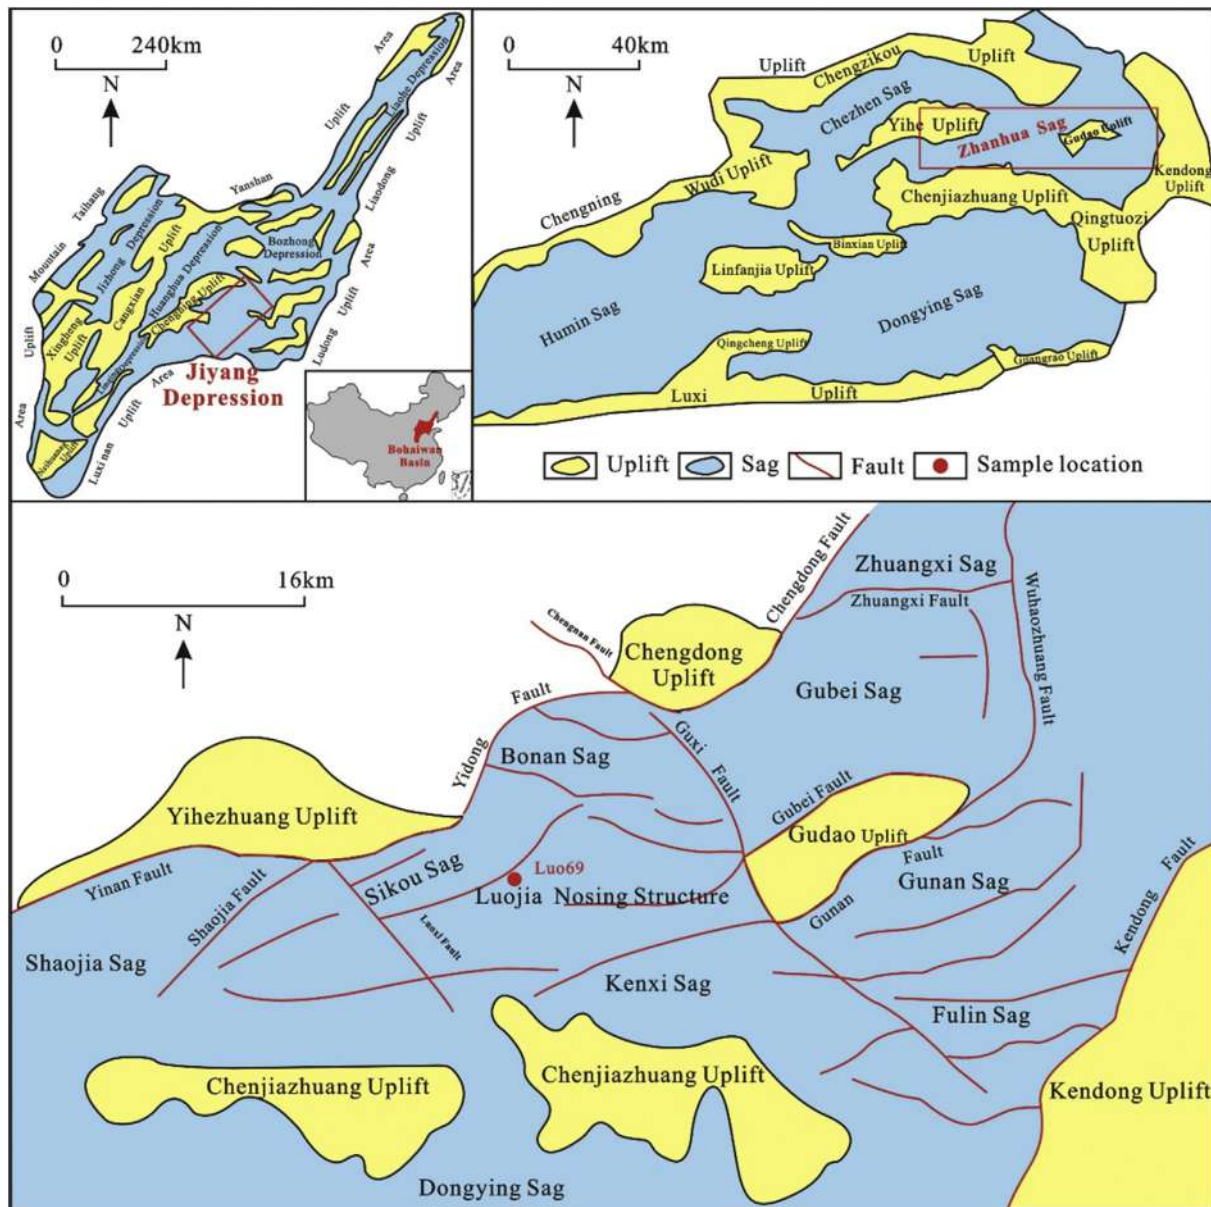 0 240km
N
Area
Liaohe Depression
Area
Uplift
Uplift
Yanshan
Liaodong
Taihang
Mountain
Jizhong Depression
Uplift
Huanghua Depression
Bozhong
Depression
Area
Cangxian
Chengning Uplift
Xingheng
Uplift
Uplift
Uplift
Ludong
Area
Jiyang
Depression
Area
Uplift
Luxi nan
Bohaiwan
Basin
0 40km
N
Uplift
Chengzikou
Uplift
Chezhen Sag
Yihe Uplift
Zhanhua Sag
Gudao Uplift
Kendong
Uplift
Wudi Uplift
Chengning
Chenjiazhuang Uplift
Qingtuozi
Uplift
Binxian Uplift
Linfanjia Uplift
Humin Sag
Dongying Sag
Qingcheng Uplift
Guangrao Uplift
Luxi
Uplift
Uplift
Sag
Fault
Sample location
0 16km
N
Chengdong Fault
Zhuangxi Sag
Zhuangxi Fault
Wuhaozhuang Fault
Chengnan Fault
Chengdong
Uplift
Gubei Sag
Fault
Yidong
Bonan Sag
Guxi
Fault
Gubei Fault
Yihezhuang Uplift
Gudao Uplift
Fault
Gunan Sag
Fault
Kendong
Luo69
Sikou Sag
Yinan Fault
Shaojia Fault
Luojia Nosing Structure
Gunan
Luoxi Fault
Shaojia Sag
Kenxi Sag
Fulin Sag
Chenjiazhuang Uplift
Chenjiazhuang Uplift
Kendong Uplift
Dongying Sag